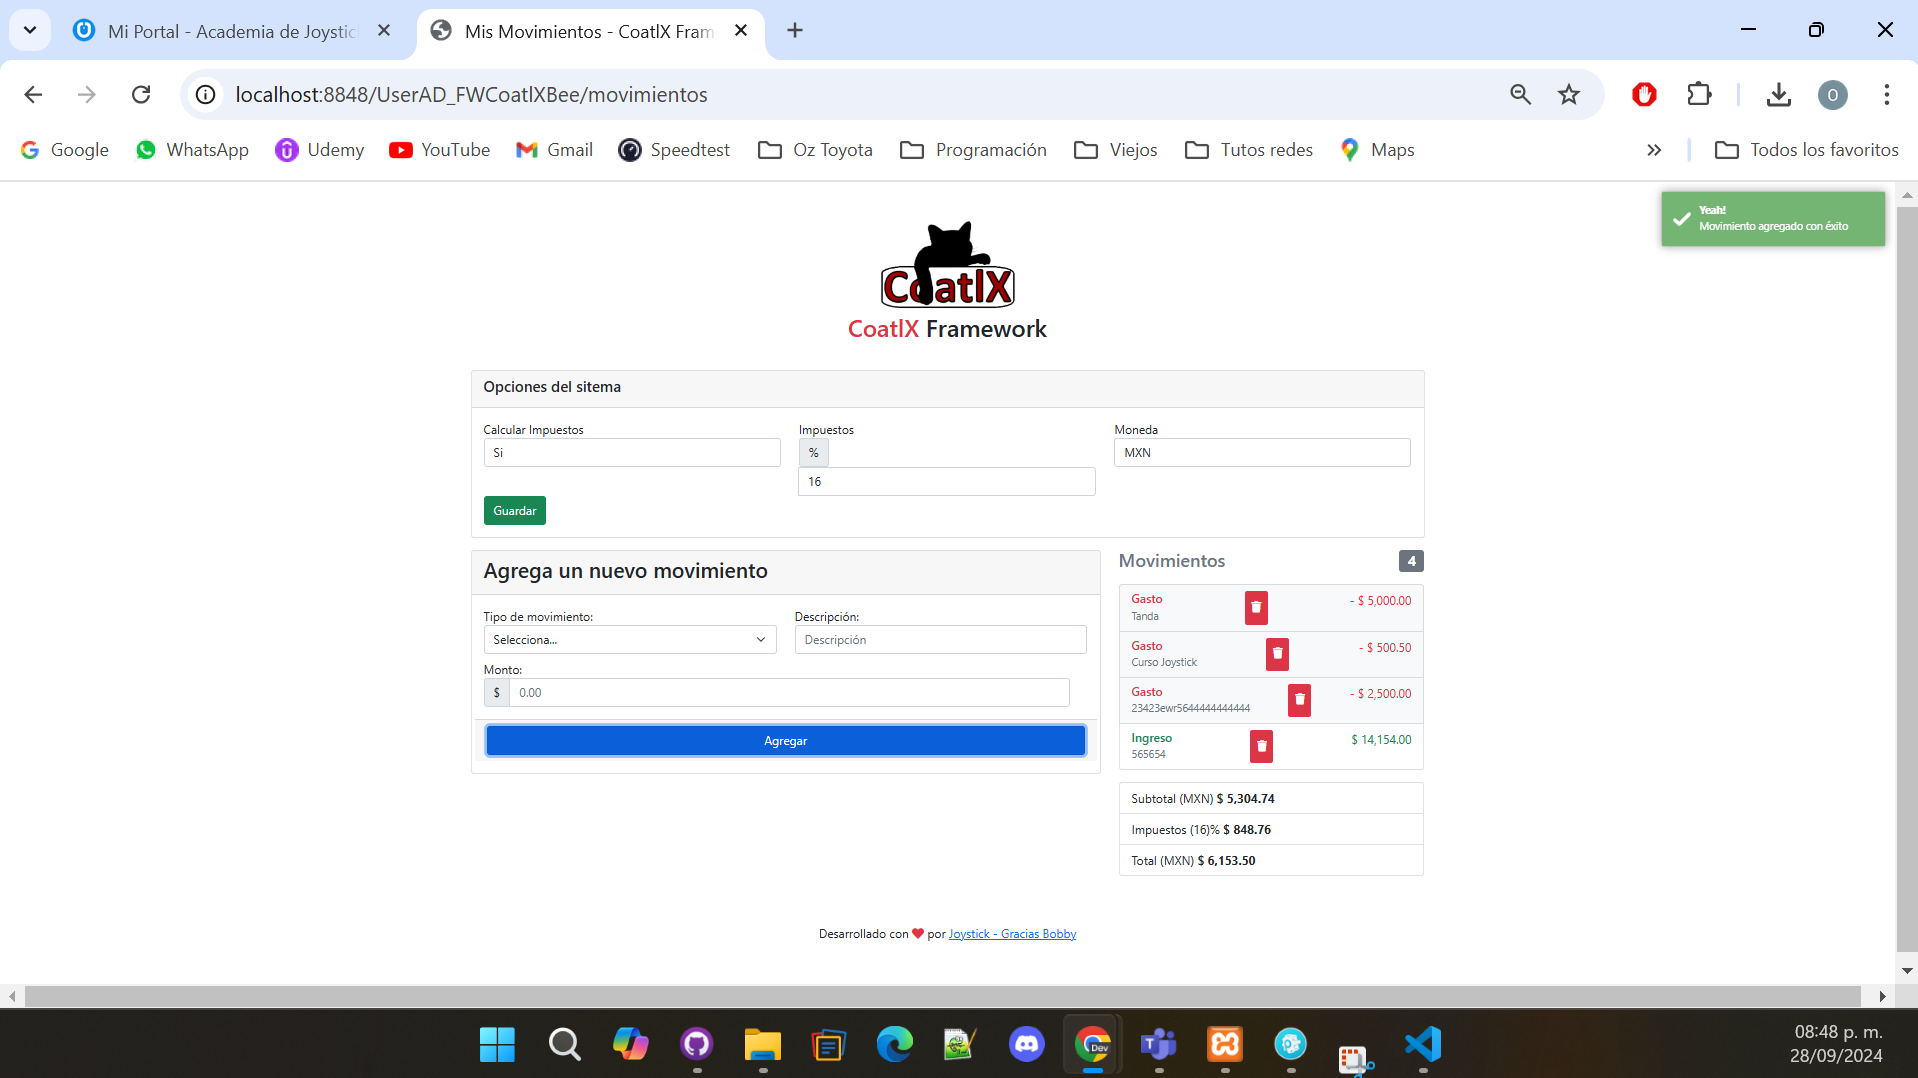 Mi Portal - Academia de Joystic
Mis Movimientos - CoatlX Fram
localhost:8848/UserAD_FWCoatlXBee/movimientos
O
Google
WhatsApp
Udemy
YouTube
Gmail
Speedtest
Oz Toyota
Programación
Viejos
Tutos redes
Maps
Todos los favoritos
Yeah!
Movimiento agregado con éxito
CoatlX
CoatlX Framework
Opciones del sitema
Calcular Impuestos
Si
Impuestos
%
16
Moneda
MXN
Guardar
Agrega un nuevo movimiento
Tipo de movimiento:
Selecciona...
Descripción:
Descripción
Monto:
$ 0.00
Agregar
Movimientos 4
Gasto - $ 5,000.00
Tanda
Gasto - $ 500.50
Curso Joystick
Gasto - $ 2,500.00
23423ewr5644444444444
Ingreso $ 14,154.00
565654
Subtotal (MXN) $ 5,304.74
Impuestos (16)% $ 848.76
Total (MXN) $ 6,153.50
Desarrollado con por Joystick - Gracias Bobby
Dev
08:48 p. m.
28/09/2024